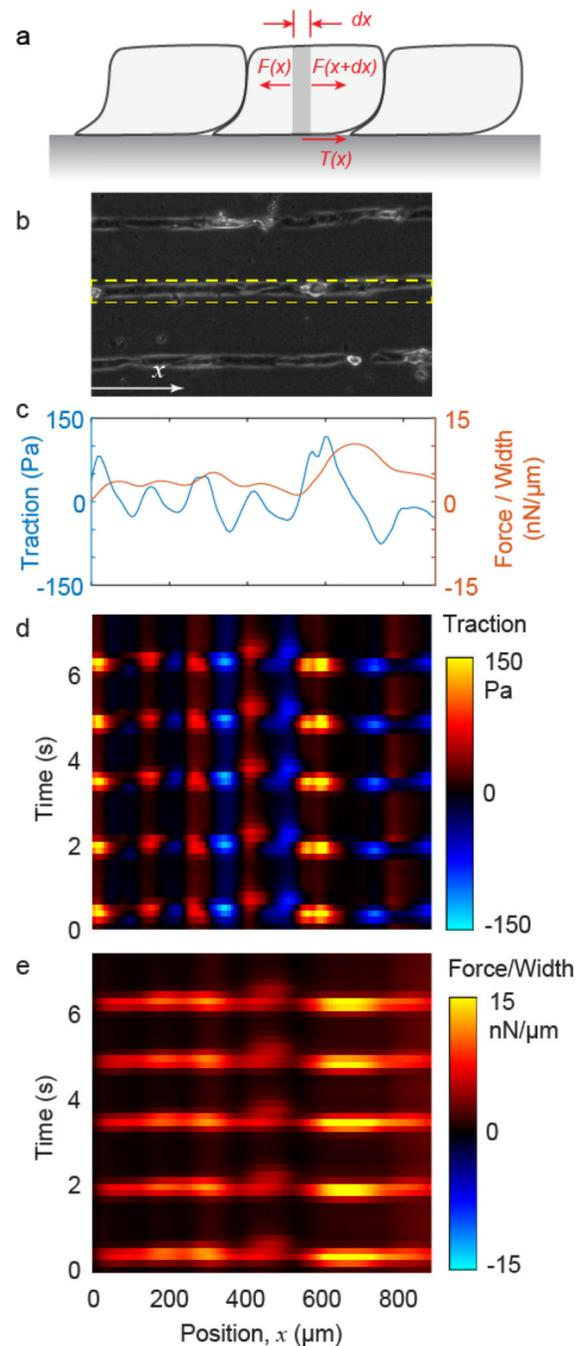 a
dx
F(x) F(x+dx)
T(x)
b
x
c
150
0
-150
Traction (Pa)
15
0
-15
Force / Width
(nN/μm)
d
Traction
150
Pa
0
-150
6
4
2
0
Time (s)
e
Force/Width
15
nN/μm
0
-15
6
4
2
0
Time (s)
0 200 400 600 800
Position, x (μm)